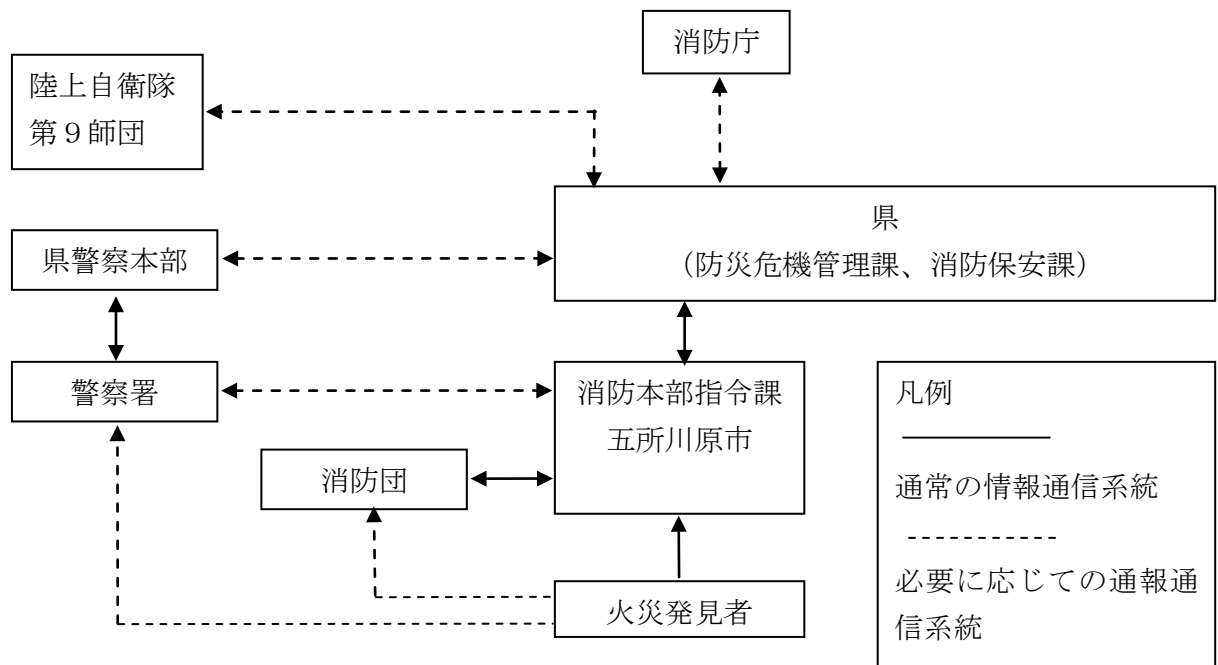 消防庁
陸上自衛隊
第９師団
県
（防災危機管理課、消防保安課）
県警察本部
警察署
消防本部指令課
五所川原市
消防団
火災発見者
凡例
通常の情報通信系統
必要に応じての通報通
信系統